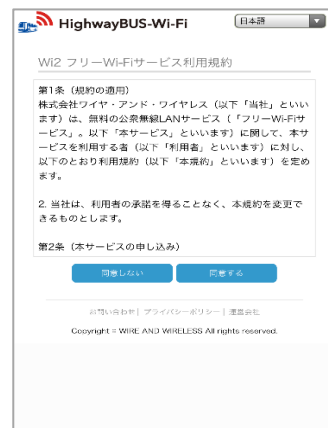 HighwayBUS-Wi-Fi
日本語
Wi2 フリーWi-Fiサービス利用規約
第1条（規約の適用）
株式会社ワイヤ・アンド・ワイヤレス（以下「当社」といい
ます）は、無料の公衆無線LANサービス（「フリーWi-Fiサ
ービス」。以下「本サービス」といいます）に関して、本サ
ービスを利用する者（以下「利用者」といいます）に対し、
以下のとおり利用規約（以下「本規約」といいます）を定め
ます。
2. 当社は、利用者の承諾を得ることなく、本規約を変更で
きるものとします。
第2条（本サービスの申し込み）
同意しない 同意する
お問い合わせ| プライバシーポリシー | 運営会社
Copyright © WIRE AND WIRELESS All rights reserved.